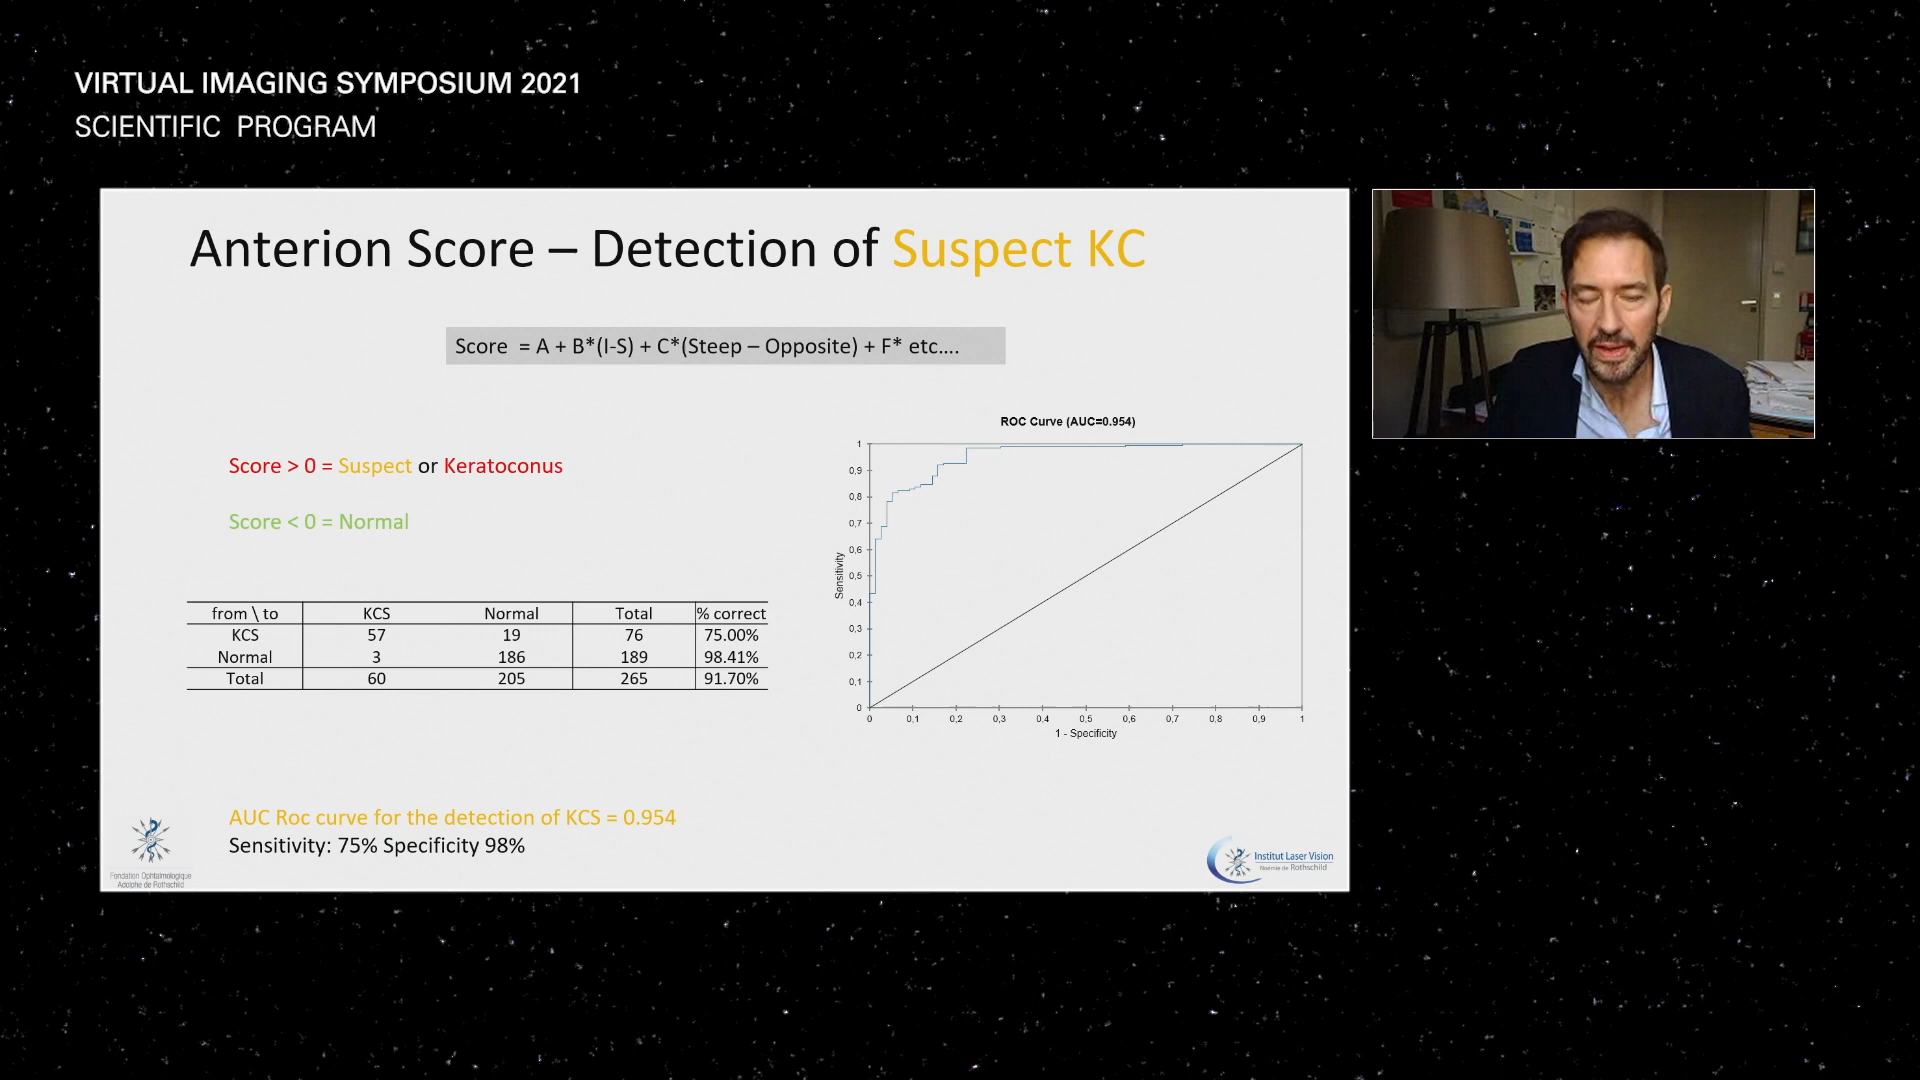 VIRTUAL IMAGING SYMPOSIUM 2021
SCIENTIFIC PROGRAM
Anterion Score – Detection of Suspect KC
Score = A + B*(I-S) + C*(Steep – Opposite) + F* etc....
Score > 0 = Suspect or Keratoconus
Score < 0 = Normal
from \ to KCS Normal Total % correct
KCS 57 19 76 75.00%
Normal 3 186 189 98.41%
Total 60 205 265 91.70%
ROC Curve (AUC=0.954)
1
0,9
0,8
0,7
0,6
0,5
0,4
0,3
0,2
0,1
0
Sensitivity
0 0,1 0,2 0,3 0,4 0,5 0,6 0,7 0,8 0,9 1
1 - Specificity
AUC Roc curve for the detection of KCS = 0.954
Sensitivity: 75% Specificity 98%
Fondation Ophtalmologique
Adolphe de Rothschild
Institut Laser Vision
Noémie de Rothschild